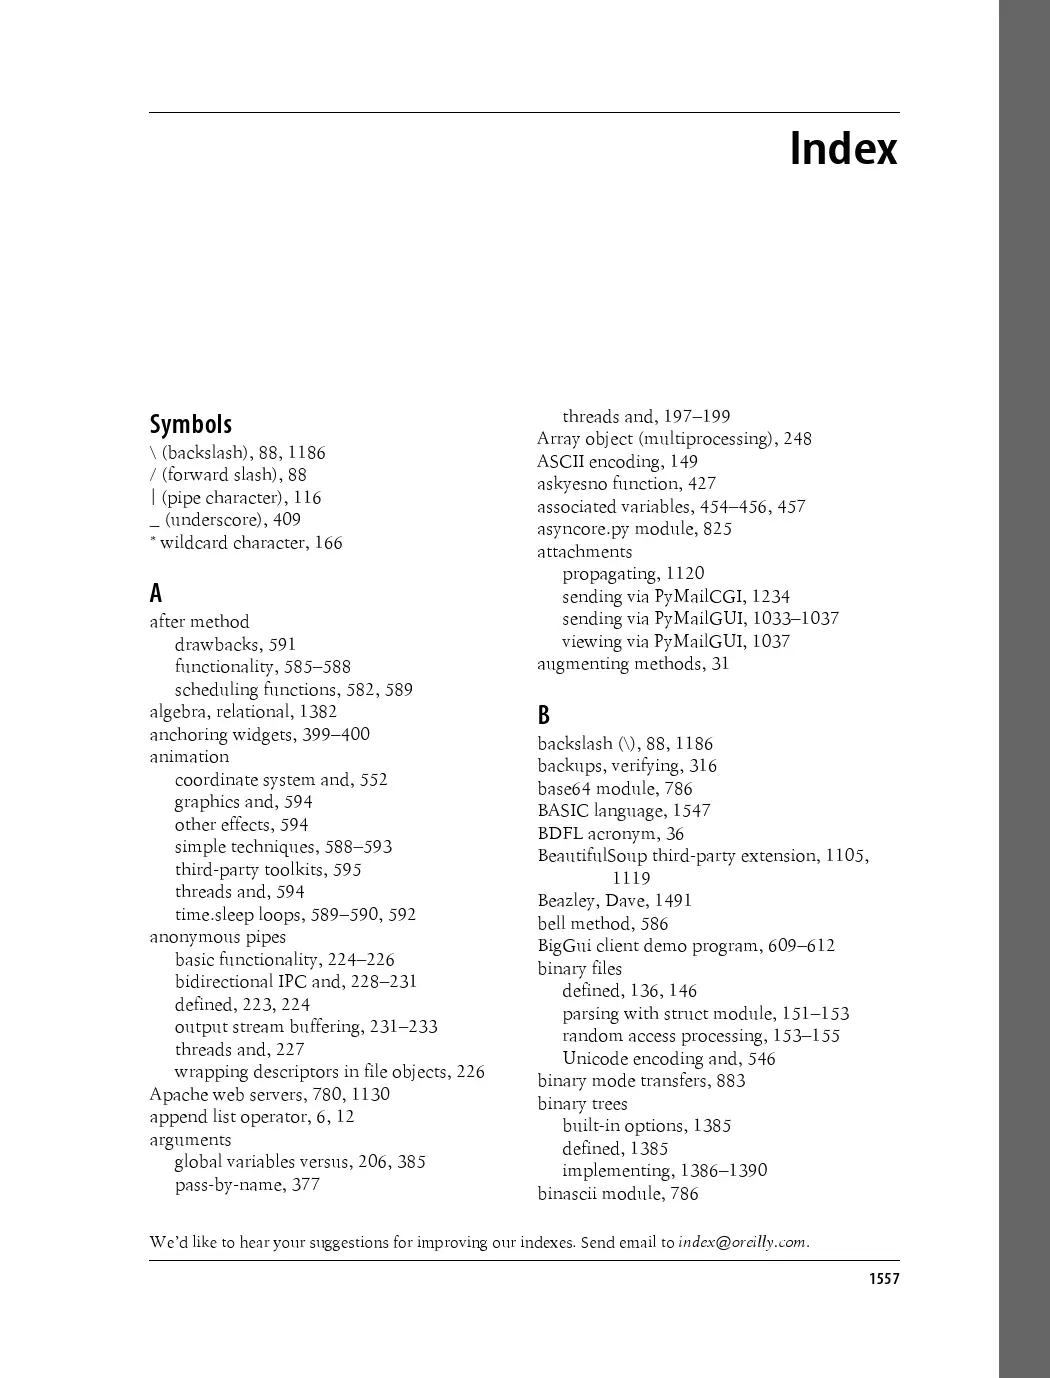 Index
Symbols
\ (backslash), 88, 1186
/ (forward slash), 88
| (pipe character), 116
_ (underscore), 409
* wildcard character, 166
A
after method
drawbacks, 591
functionality, 585–588
scheduling functions, 582, 589
algebra, relational, 1382
anchoring widgets, 399–400
animation
coordinate system and, 552
graphics and, 594
other effects, 594
simple techniques, 588–593
third-party toolkits, 595
threads and, 594
time.sleep loops, 589–590, 592
anonymous pipes
basic functionality, 224–226
bidirectional IPC and, 228–231
defined, 223, 224
output stream buffering, 231–233
threads and, 227
wrapping descriptors in file objects, 226
Apache web servers, 780, 1130
append list operator, 6, 12
arguments
global variables versus, 206, 385
pass-by-name, 377
threads and, 197–199
Array object (multiprocessing), 248
ASCII encoding, 149
askyesno function, 427
associated variables, 454–456, 457
asyncore.py module, 825
attachments
propagating, 1120
sending via PyMailCGI, 1234
sending via PyMailGUI, 1033–1037
viewing via PyMailGUI, 1037
augmenting methods, 31
B
backslash (\), 88, 1186
backups, verifying, 316
base64 module, 786
BASIC language, 1547
BDFL acronym, 36
BeautifulSoup third-party extension, 1105,
1119
Beazley, Dave, 1491
bell method, 586
BigGui client demo program, 609–612
binary files
defined, 136, 146
parsing with struct module, 151–153
random access processing, 153–155
Unicode encoding and, 546
binary mode transfers, 883
binary trees
built-in options, 1385
defined, 1385
implementing, 1386–1390
binascii module, 786
We'd like to hear your suggestions for improving our indexes. Send email to index@oreilly.com.
1557